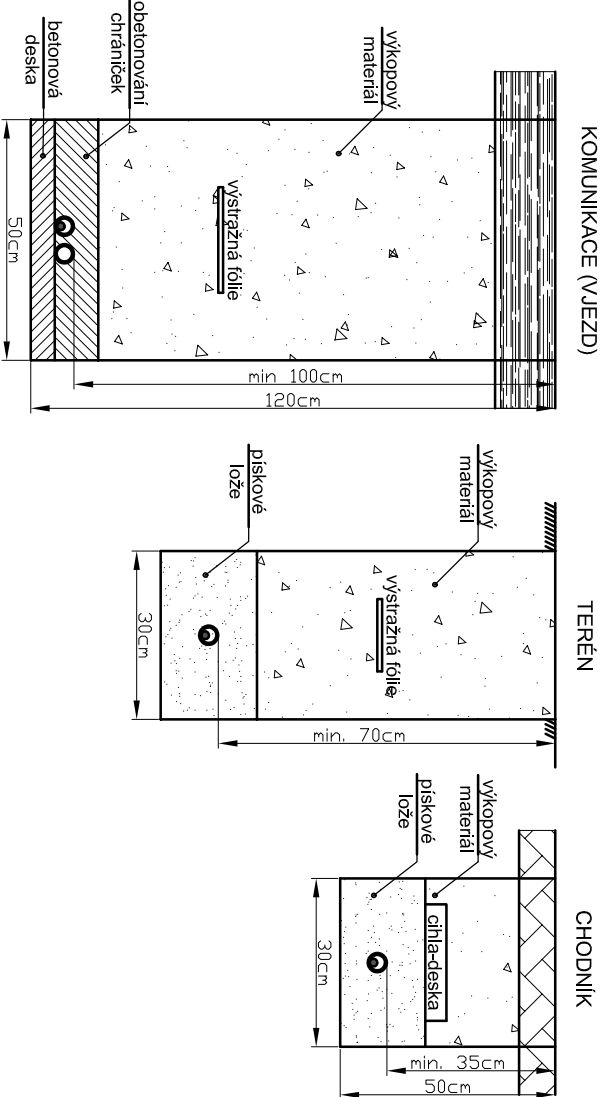 KOMUNIKACE (VJEZD)
výkopový
materiál
obetonování
chrániček
betonová
deska
výstražná fólie
50cm
min 100cm
120cm
TERÉN
výkopový
materiál
pískové
lože
výstražná fólie
30cm
min. 70cm
CHODNÍK
výkopový
materiál
pískové
lože
cihla-deska
30cm
min. 35cm
50cm